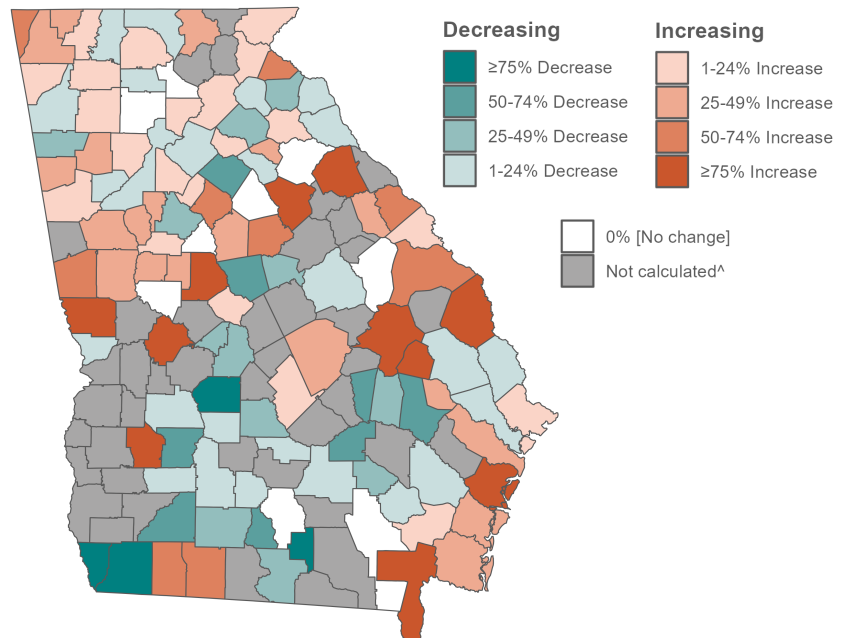 Decreasing
≥75% Decrease
50-74% Decrease
25-49% Decrease
1-24% Decrease
Increasing
1-24% Increase
25-49% Increase
50-74% Increase
≥75% Increase
0% [No change]
Not calculated^